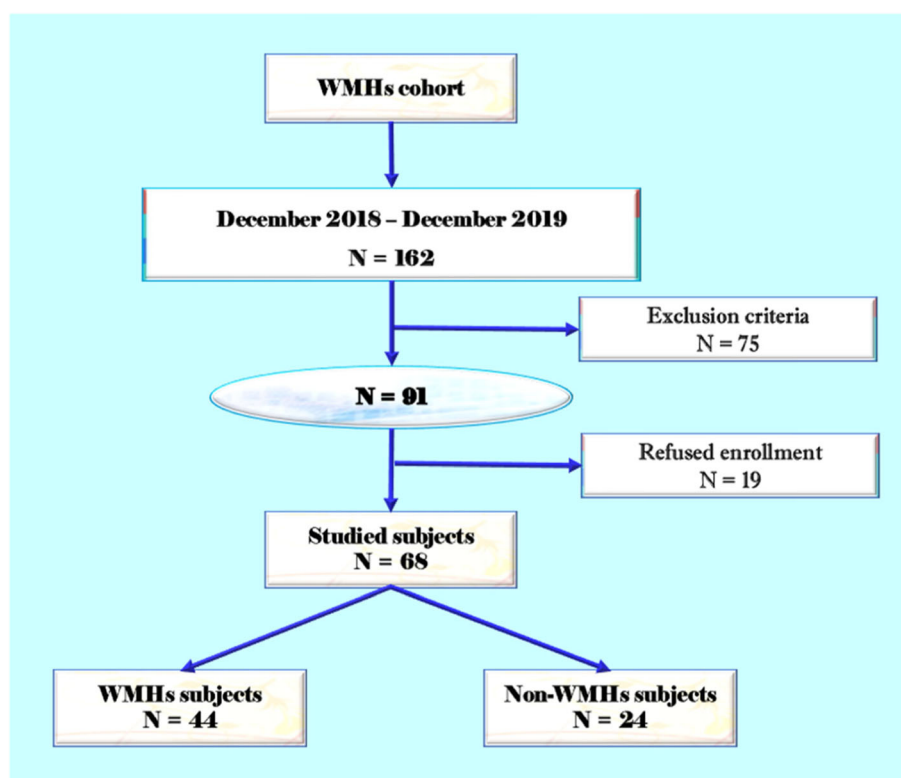 WMHs cohort
December 2018 – December 2019
N = 162
Exclusion criteria
N = 75
N = 91
Refused enrollment
N = 19
Studied subjects
N = 68
WMHs subjects
N = 44
Non-WMHs subjects
N = 24